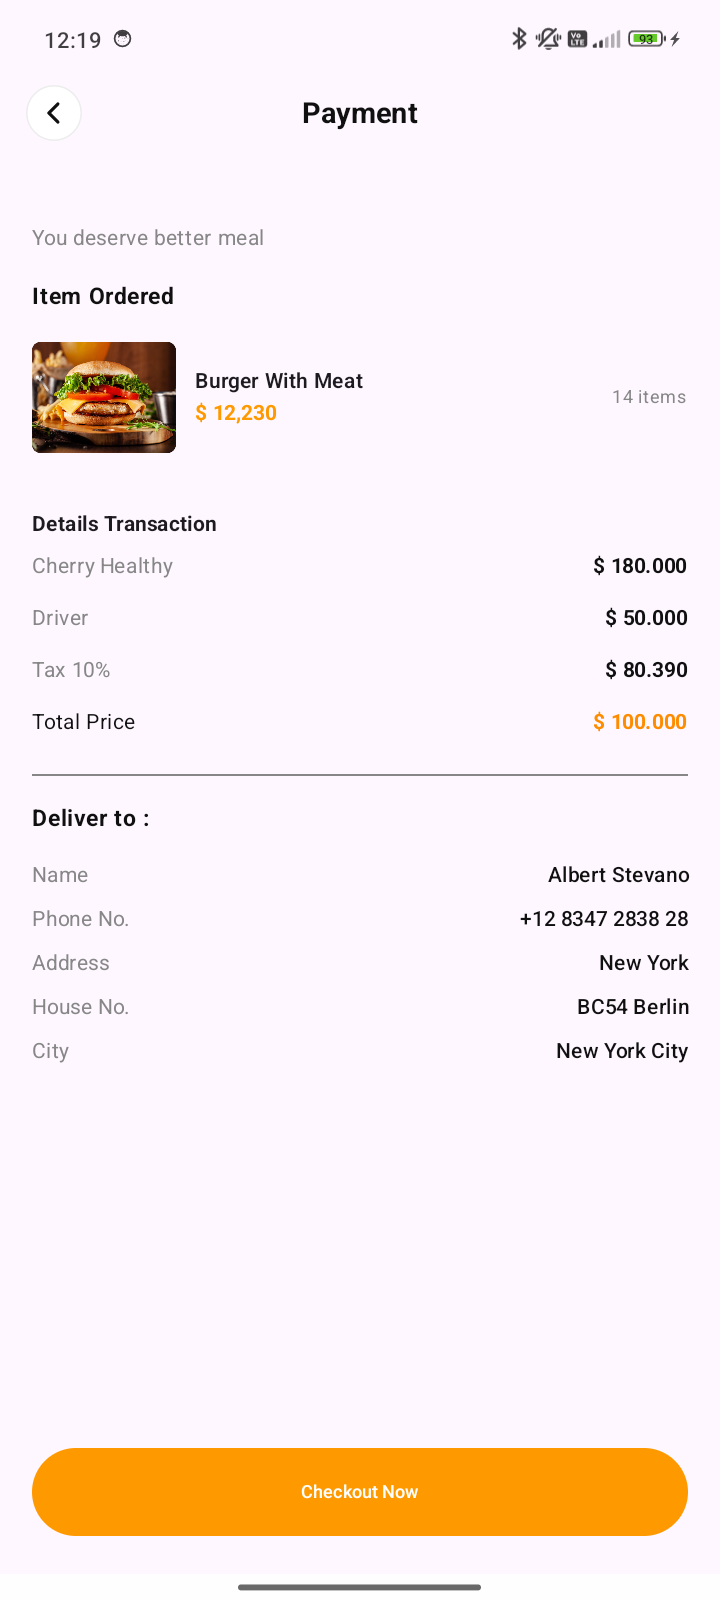 12:19
Vo
LTE
93
Payment
You deserve better meal
Item Ordered
Burger With Meat
$ 12,230
14 items
Details Transaction
Cherry Healthy $ 180.000
Driver $ 50.000
Tax 10% $ 80.390
Total Price $ 100.000
Deliver to :
Name Albert Stevano
Phone No. +12 8347 2838 28
Address New York
House No. BC54 Berlin
City New York City
Checkout Now